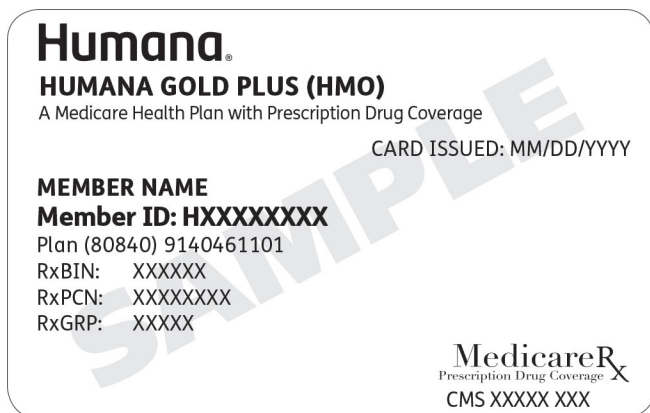 Humana®
HUMANA GOLD PLUS (HMO)
A Medicare Health Plan with Prescription Drug Coverage
CARD ISSUED: MM/DD/YYYY
MEMBER NAME
Member ID: HXXXXXXXX
Plan (80840) 9140461101
RxBIN: XXXXXX
RxPCN: XXXXXXXX
RxGRP: XXXXX
SAMPLE
MedicareRx
Prescription Drug Coverage
CMS XXXXX XXX